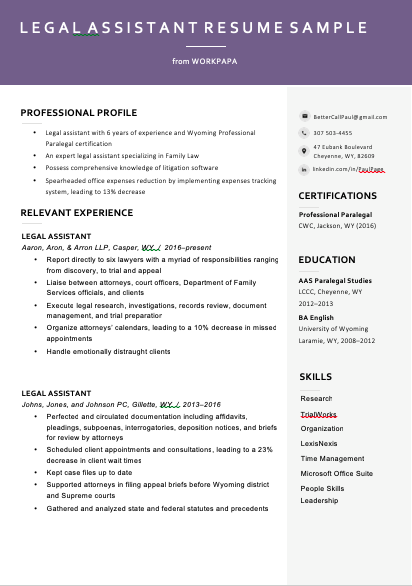 LEGAL ASSISTANT RESUME SAMPLE
from WORKPAPA
PROFESSIONAL PROFILE
• Legal assistant with 6 years of experience and Wyoming Professional
Paralegal certification
• An expert legal assistant specializing in Family Law
• Possess comprehensive knowledge of litigation software
• Spearheaded office expenses reduction by implementing expenses tracking
system, leading to 13% decrease
RELEVANT EXPERIENCE
LEGAL ASSISTANT
Aaron, Aron, & Arron LLP, Casper, WY / 2016–present
• Report directly to six lawyers with a myriad of responsibilities ranging
from discovery, to trial and appeal
• Liaise between attorneys, court officers, Department of Family
Services officials, and clients
• Execute legal research, investigations, records review, document
management, and trial preparatior
• Organize attorneys' calendars, leading to a 10% decrease in missed
appointments
• Handle emotionally distraught clients
LEGAL ASSISTANT
Johns, Jones, and Johnson PC, Gillette, WY / 2013–2016
• Perfected and circulated documentation including affidavits,
pleadings, subpoenas, interrogatories, deposition notices, and briefs
for review by attorneys
• Scheduled client appointments and consultations, leading to a 23%
decrease in client wait times
• Kept case files up to date
• Supported attorneys in filing appeal briefs before Wyoming district
and Supreme courts
• Gathered and analyzed state and federal statutes and precedents
BetterCallPaul@gmail.com
307 503-4455
47 Eubank Boulevard
Cheyenne, WY, 82609
linkedin.com/in/PaulPage
CERTIFICATIONS
Professional Paralegal
CWC, Jackson, WY (2016)
EDUCATION
AAS Paralegal Studies
LCCC, Cheyenne, WY
2012–2013
BA English
University of Wyoming
Laramie, WY, 2008–2012
SKILLS
Research
TrialWorks
Organization
LexisNexis
Time Management
Microsoft Office Suite
People Skills
Leadership